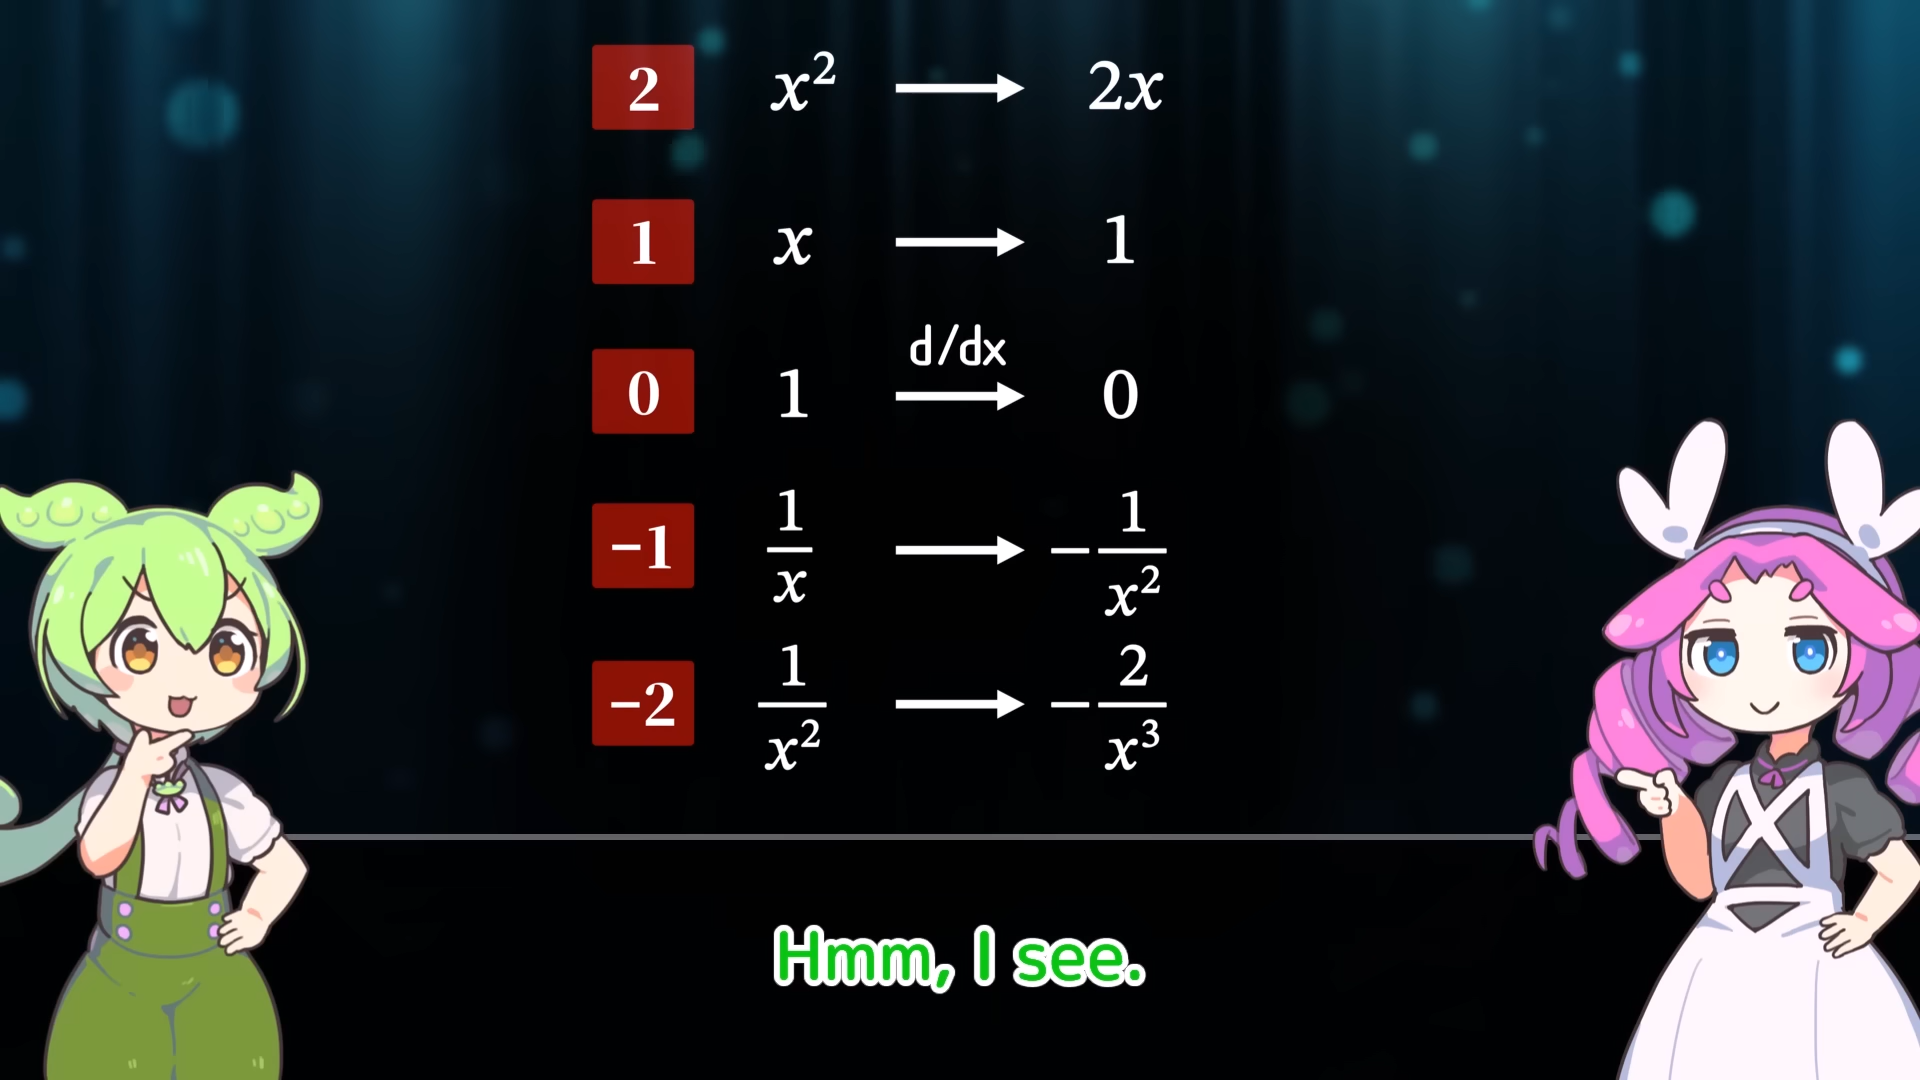 2 x² → 2x
1 x → 1
d/dx
0 1 → 0
−1 1/x → −1/x²
−2 1/x² → −2/x³
Hmm, I see.